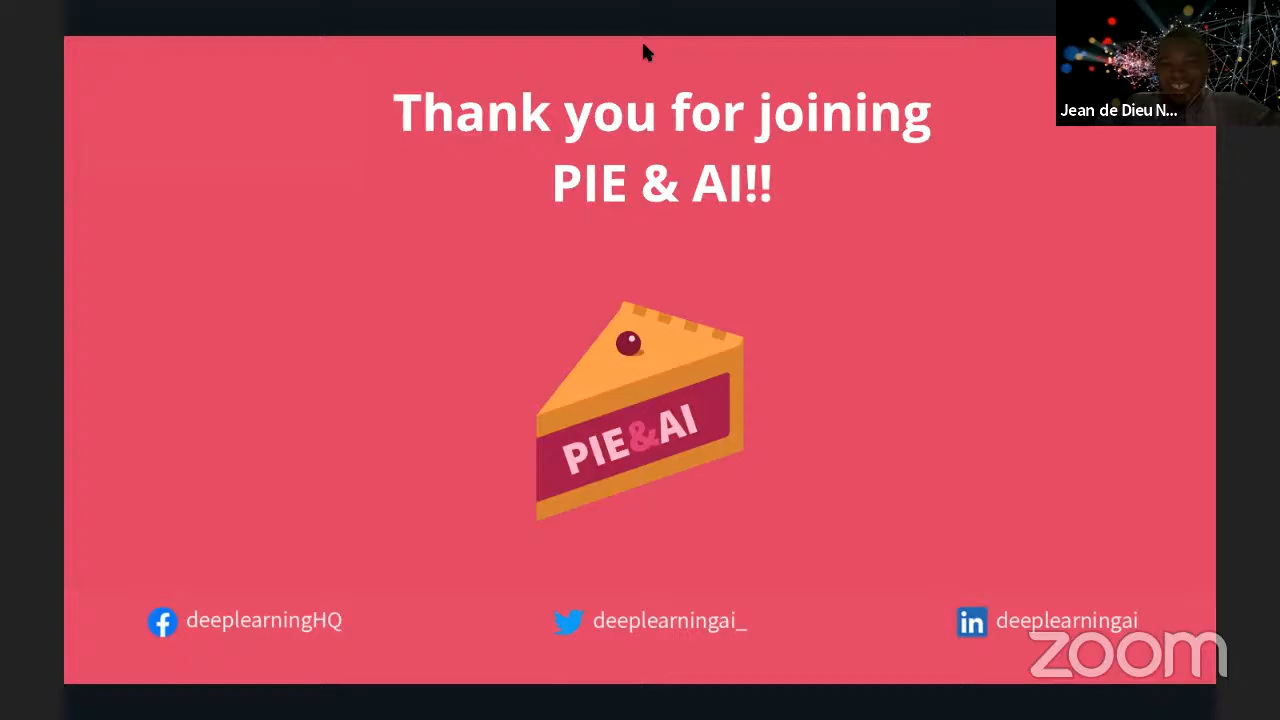 Thank you for joining
PIE & AI!!
Jean de Dieu N...
PIE&AI
deeplearningHQ
deeplearningai_
deeplearningai
zoom